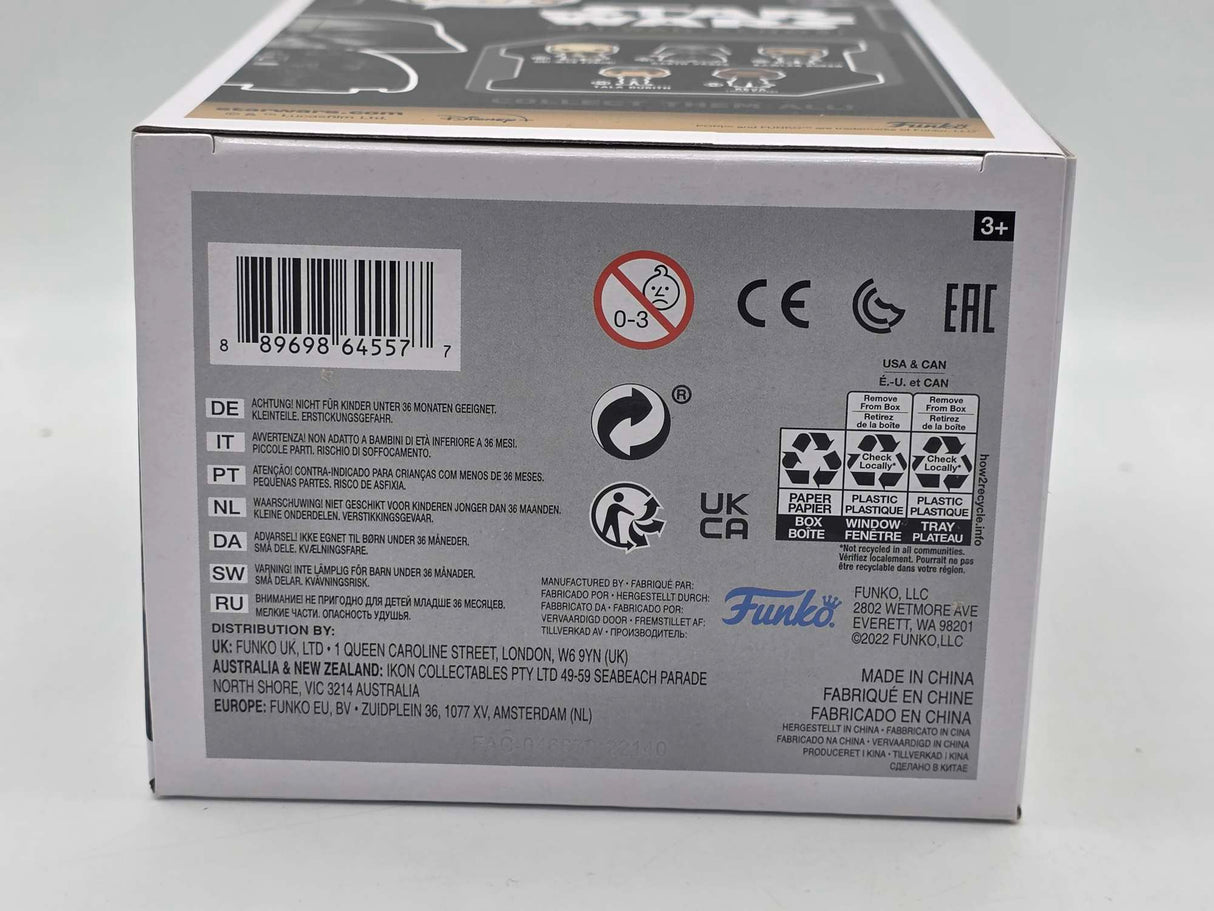 STAR
WARS
TALA DURITH
REVA
COLLECT THEM ALL!
starwars.com
© & ™ Lucasfilm Ltd.
Disney
Funko
3+
8 89698 64557 7
0-3
CE
EAC
USA & CAN
É.-U. et CAN
Remove From Box
Retirez de la boîte
Remove From Box
Retirez de la boîte
Check Locally*
Check Locally*
PAPER
PAPIER
BOX
BOÎTE
PLASTIC
PLASTIQUE
WINDOW
FENÊTRE
PLASTIC
PLASTIQUE
TRAY
PLATEAU
how2recycle.info
*Not recycled in all communities.
Vérifiez localement. Pourrait ne pas
être recyclable dans votre région.
®
UK
CA
DE ACHTUNG! NICHT FÜR KINDER UNTER 36 MONATEN GEEIGNET.
KLEINTEILE. ERSTICKUNGSGEFAHR.
IT AVVERTENZA! NON ADATTO A BAMBINI DI ETÀ INFERIORE A 36 MESI.
PICCOLE PARTI. RISCHIO DI SOFFOCAMENTO.
PT ATENÇÃO! CONTRA-INDICADO PARA CRIANÇAS COM MENOS DE 36 MESES.
PEQUENAS PARTES. RISCO DE ASFIXIA.
NL WAARSCHUWING! NIET GESCHIKT VOOR KINDEREN JONGER DAN 36 MAANDEN.
KLEINE ONDERDELEN. VERSTIKKINGSGEVAAR.
DA ADVARSEL! IKKE EGNET TIL BØRN UNDER 36 MÅNEDER.
SMÅ DELE. KVÆLNINGSFARE.
SW VARNING! INTE LÄMPLIG FÖR BARN UNDER 36 MÅNADER.
SMÅ DELAR. KVÄVNINGSRISK.
RU ВНИМАНИЕ! НЕ ПРИГОДНО ДЛЯ ДЕТЕЙ МЛАДШЕ 36 МЕСЯЦЕВ.
МЕЛКИЕ ЧАСТИ. ОПАСНОСТЬ УДУШЬЯ.
MANUFACTURED BY • FABRIQUÉ PAR:
FABRICADO POR • HERGESTELLT DURCH:
FABBRICATO DA • FABRICADO POR:
VERVAARDIGD DOOR • FREMSTILLET AF:
TILLVERKAD AV • ПРОИЗВОДИТЕЛЬ:
Funko.
FUNKO, LLC
2802 WETMORE AVE
EVERETT, WA 98201
©2022 FUNKO,LLC
DISTRIBUTION BY:
UK: FUNKO UK, LTD • 1 QUEEN CAROLINE STREET, LONDON, W6 9YN (UK)
AUSTRALIA & NEW ZEALAND: IKON COLLECTABLES PTY LTD 49-59 SEABEACH PARADE
NORTH SHORE, VIC 3214 AUSTRALIA
EUROPE: FUNKO EU, BV • ZUIDPLEIN 36, 1077 XV, AMSTERDAM (NL)
MADE IN CHINA
FABRIQUÉ EN CHINE
FABRICADO EN CHINA
HERGESTELLT IN CHINA • FABBRICATO IN CINA
FABRICADO NA CHINA • VERVAARDIGD IN CHINA
PRODUCERET I KINA • TILLVERKAD I KINA
СДЕЛАНО В КИТАЕ